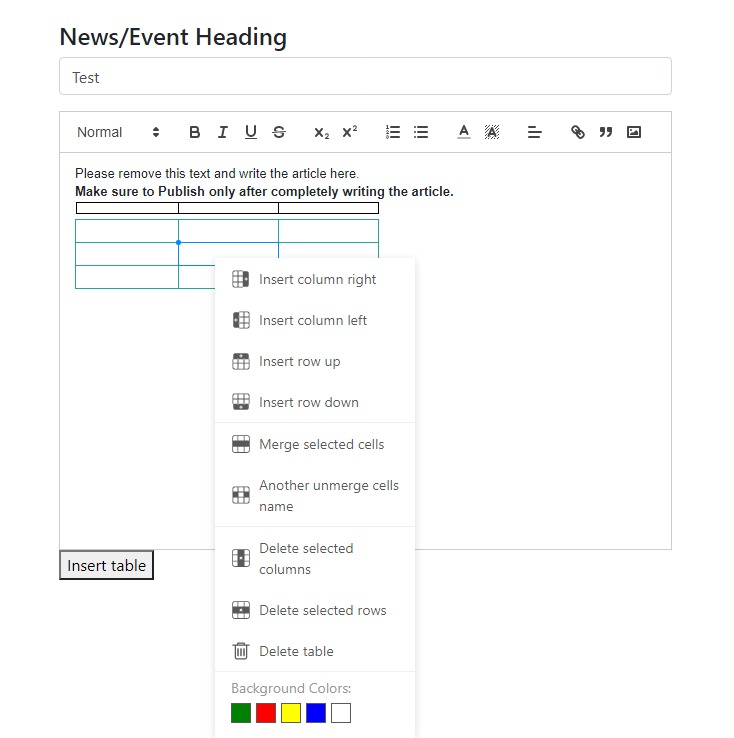 News/Event Heading
Test
Normal B I U S X₂ X² A A
Please remove this text and write the article here.
Make sure to Publish only after completely writing the article.
Insert column right
Insert column left
Insert row up
Insert row down
Merge selected cells
Another unmerge cells
name
Delete selected
columns
Insert table
Delete selected rows
Delete table
Background Colors: